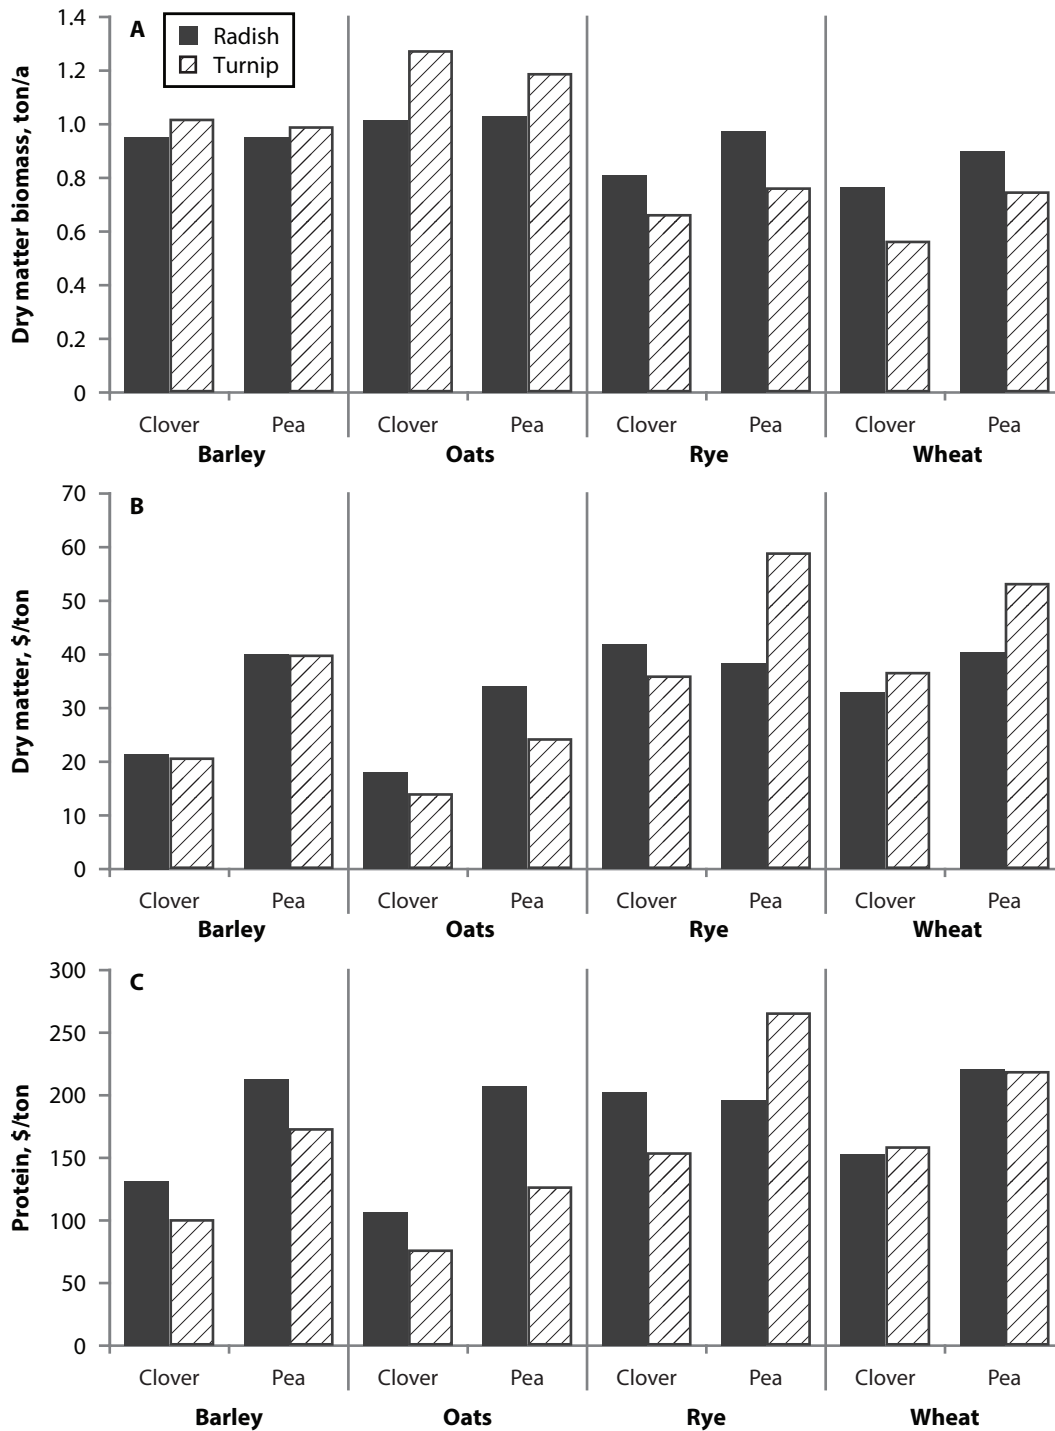 A
Radish
Turnip
Dry matter biomass, ton/a
1.4
1.2
1.0
0.8
0.6
0.4
0.2
0
Clover Pea Clover Pea Clover Pea Clover Pea
Barley Oats Rye Wheat
B
Dry matter, $/ton
70
60
50
40
30
20
10
0
Clover Pea Clover Pea Clover Pea Clover Pea
Barley Oats Rye Wheat
C
Protein, $/ton
300
250
200
150
100
50
0
Clover Pea Clover Pea Clover Pea Clover Pea
Barley Oats Rye Wheat